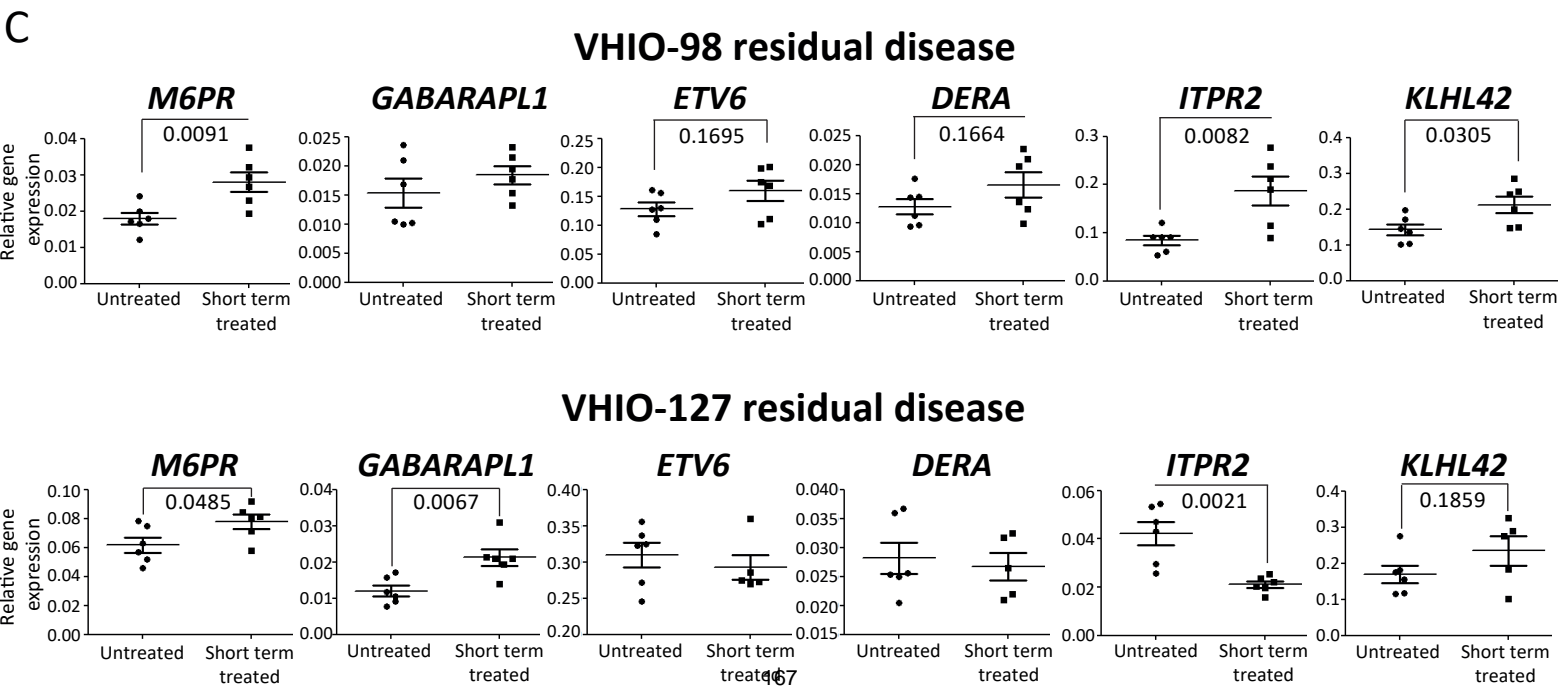 C
VHIO-98 residual disease
M6PR GABARAPL1 ETV6 DERA ITPR2 KLHL42
Relative gene
expression
0.0091 0.1695 0.1664 0.0082 0.0305
0.04 0.025 0.25 0.025 0.3 0.4
0.03 0.020 0.20 0.020 0.2 0.3
0.02 0.015 0.15 0.015 0.1 0.2
0.01 0.010 0.10 0.010 0.0 0.1
0.00 0.005 0.05 0.005 0.0
0.000 0.00 0.000
Untreated Short term Untreated Short term Untreated Short term Untreated Short term Untreated Short term Untreated Short term
treated treated treated treated treated treated
VHIO-127 residual disease
M6PR GABARAPL1 ETV6 DERA ITPR2 KLHL42
Relative gene
expression
0.0485 0.0067 0.0021 0.1859
0.10 0.04 0.40 0.040 0.06 0.4
0.08 0.03 0.35 0.035 0.04 0.3
0.06 0.02 0.30 0.030 0.02 0.2
0.04 0.01 0.25 0.025 0.00 0.1
0.02 0.00 0.20 0.020 0.0
0.00 0.015
Untreated Short term Untreated Short term Untreated Short term Untreated Short term Untreated Short term Untreated Short term
treated treated treated treated treated treated
167